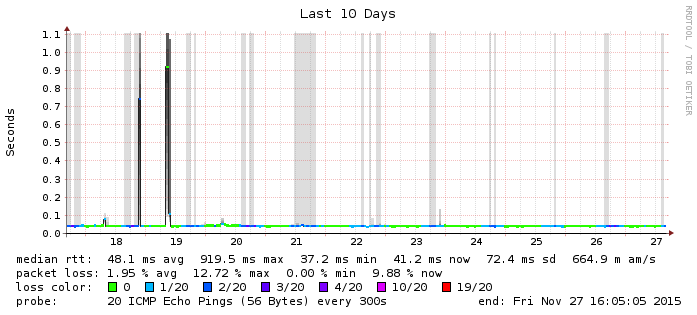 Last 10 Days
RRDTOOL / TOBI OETIKER
Seconds
1.1
1.0
0.9
0.8
0.7
0.6
0.5
0.4
0.3
0.2
0.1
0.0
18 19 20 21 22 23 24 25 26 27
median rtt: 48.1 ms avg 919.5 ms max 37.2 ms min 41.2 ms now 72.4 ms sd 664.9 m am/s
packet loss: 1.95 % avg 12.72 % max 0.00 % min 9.88 % now
loss color: 0 1/20 2/20 3/20 4/20 10/20 19/20
probe: 20 ICMP Echo Pings (56 Bytes) every 300s end: Fri Nov 27 16:05:05 2015